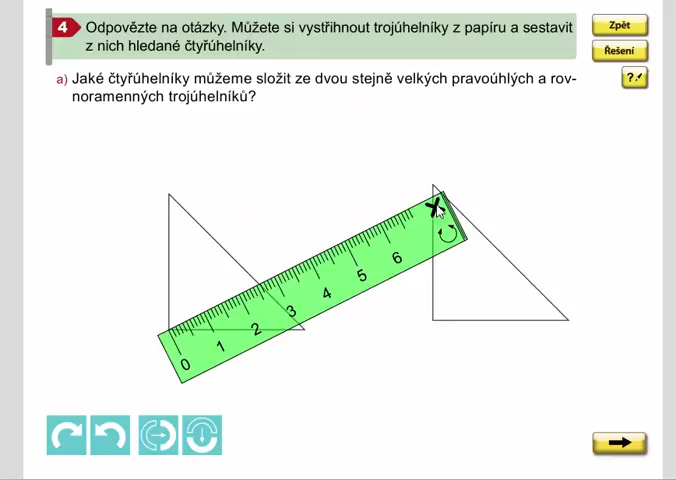 4 Odpovězte na otázky. Můžete si vystřihnout trojúhelníky z papíru a sestavit
z nich hledané čtyřúhelníky.
Zpět
Řešení
?
a) Jaké čtyřúhelníky můžeme složit ze dvou stejně velkých pravoúhlých a rov-
noramenných trojúhelníků?
0 1 2 3 4 5 6